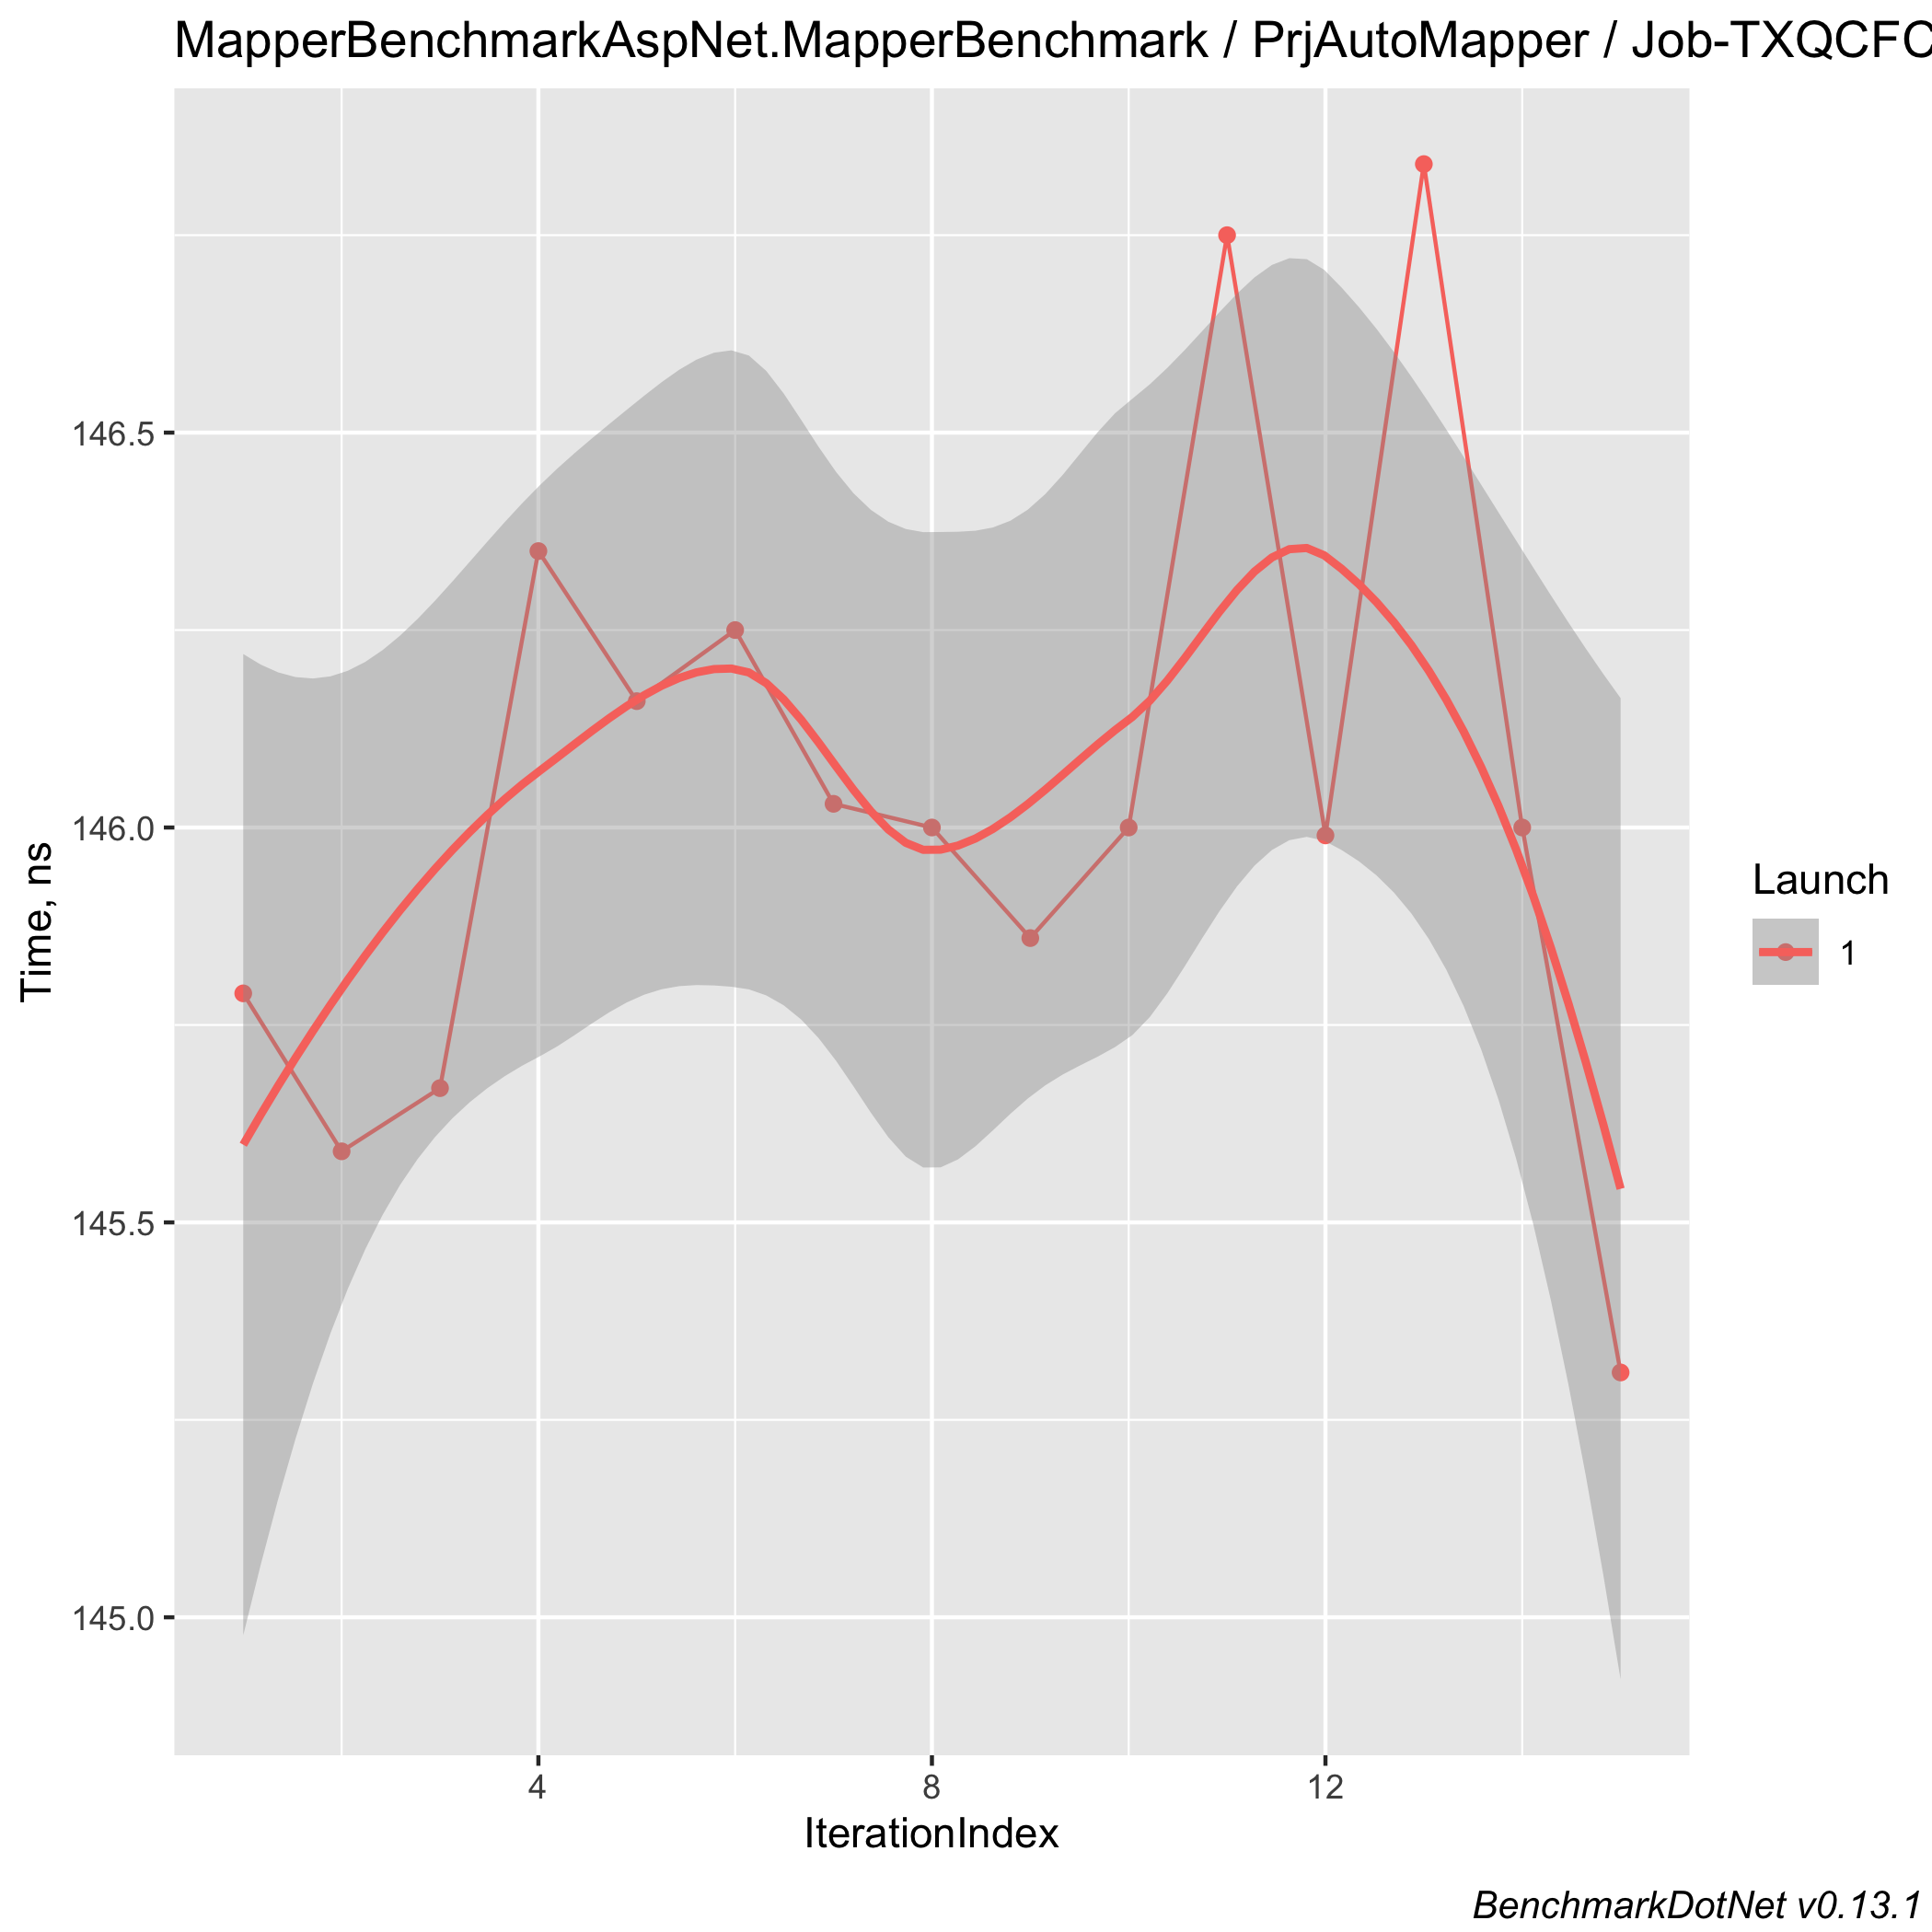 MapperBenchmarkAspNet.MapperBenchmark / PrjAutoMapper / Job-TXQCFC
146.5
146.0
145.5
145.0
Time, ns
4
8
12
IterationIndex
Launch
1
BenchmarkDotNet v0.13.1